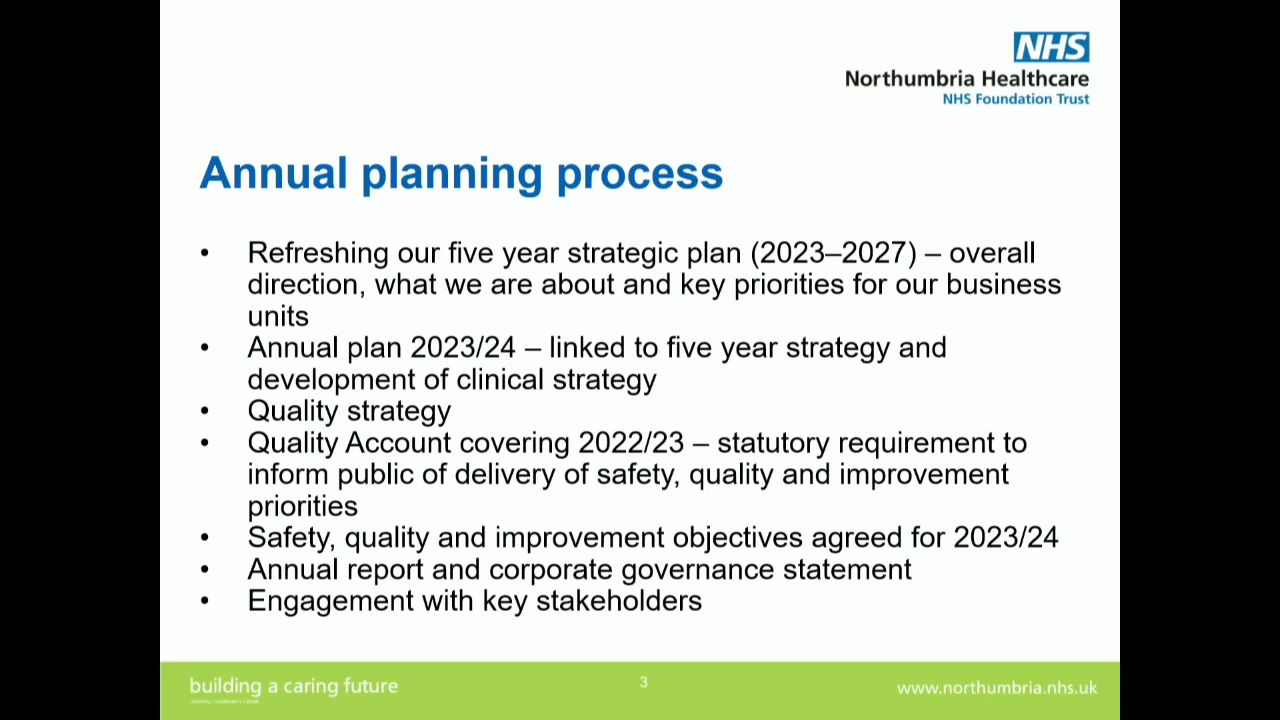 NHS
Northumbria Healthcare
NHS Foundation Trust
Annual planning process
• Refreshing our five year strategic plan (2023–2027) – overall
direction, what we are about and key priorities for our business
units
• Annual plan 2023/24 – linked to five year strategy and
development of clinical strategy
• Quality strategy
• Quality Account covering 2022/23 – statutory requirement to
inform public of delivery of safety, quality and improvement
priorities
• Safety, quality and improvement objectives agreed for 2023/24
• Annual report and corporate governance statement
• Engagement with key stakeholders
building a caring future
3
www.northumbria.nhs.uk